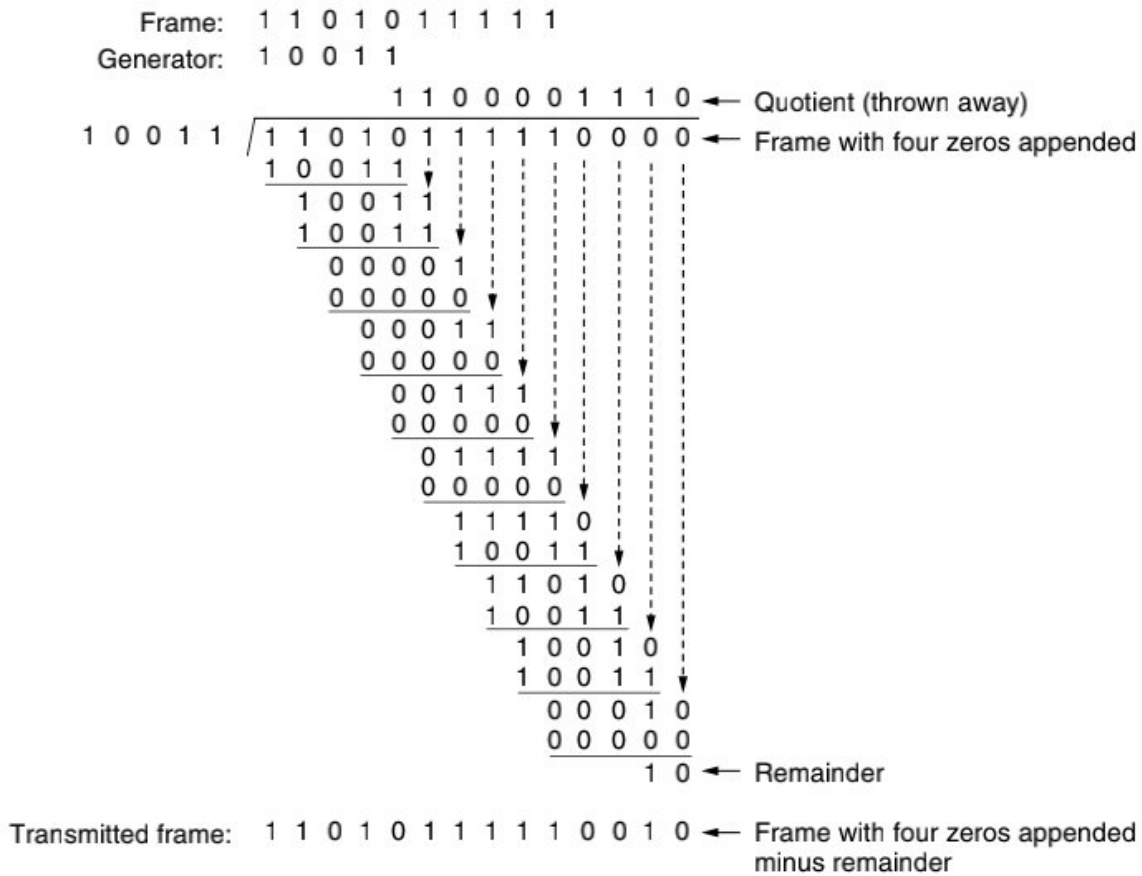 Frame: 1 1 0 1 0 1 1 1 1 1
Generator: 1 0 0 1 1
1 1 0 0 0 0 1 1 1 0 Quotient (thrown away)
1 0 0 1 1 1 1 0 1 0 1 1 1 1 1 0 0 0 0 Frame with four zeros appended
1 0 0 1 1
1 0 0 1 1
1 0 0 1 1
0 0 0 0 1
0 0 0 0 0
0 0 0 1 1
0 0 0 0 0
0 0 1 1 1
0 0 0 0 0
0 1 1 1 1
0 0 0 0 0
1 1 1 1 0
1 0 0 1 1
1 1 0 1 0
1 0 0 1 1
1 0 0 1 0
1 0 0 1 1
0 0 0 1 0
0 0 0 0 0
1 0 Remainder
Transmitted frame: 1 1 0 1 0 1 1 1 1 1 0 0 1 0 Frame with four zeros appended
minus remainder